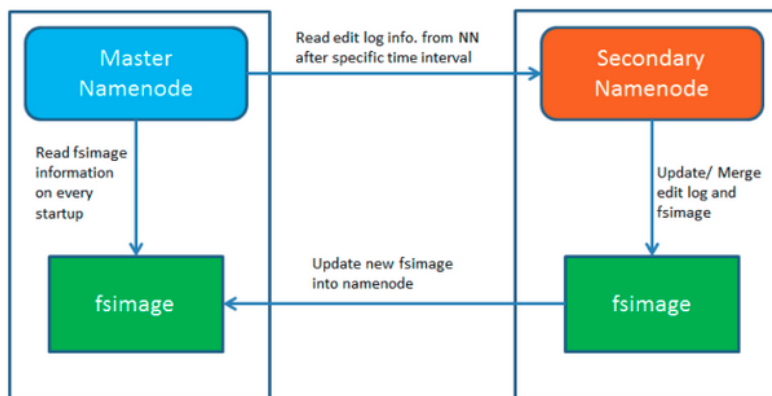 Master
Namenode
Read edit log info. from NN
after specific time interval
Secondary
Namenode
Read fsimage
information
on every
startup
Update/ Merge
edit log and
fsimage
fsimage
Update new fsimage
into namenode
fsimage